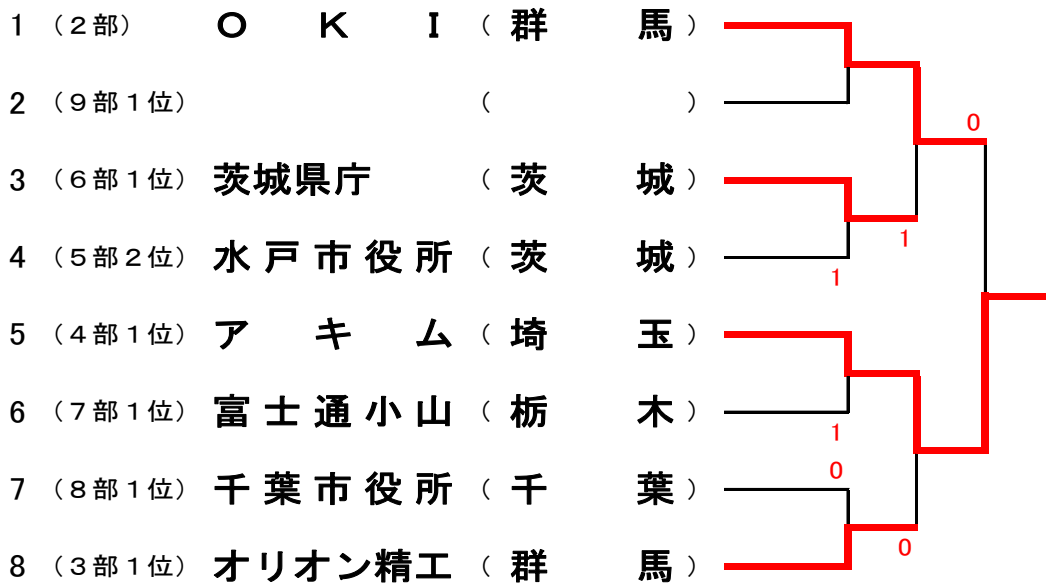 1 （２部） Ｏ Ｋ Ｉ （ 群 馬 ）
2 （９部１位） （ ）
0
3 （６部１位） 茨城県庁 （ 茨 城 ）
1
4 （５部２位） 水戸市役所 （ 茨 城 ）
1
5 （４部１位） ア キ ム （ 埼 玉 ）
6 （７部１位） 富士通小山 （ 栃 木 ）
1
0
7 （８部１位） 千葉市役所 （ 千 葉 ）
0
8 （３部１位） オリオン精工 （ 群 馬 ）